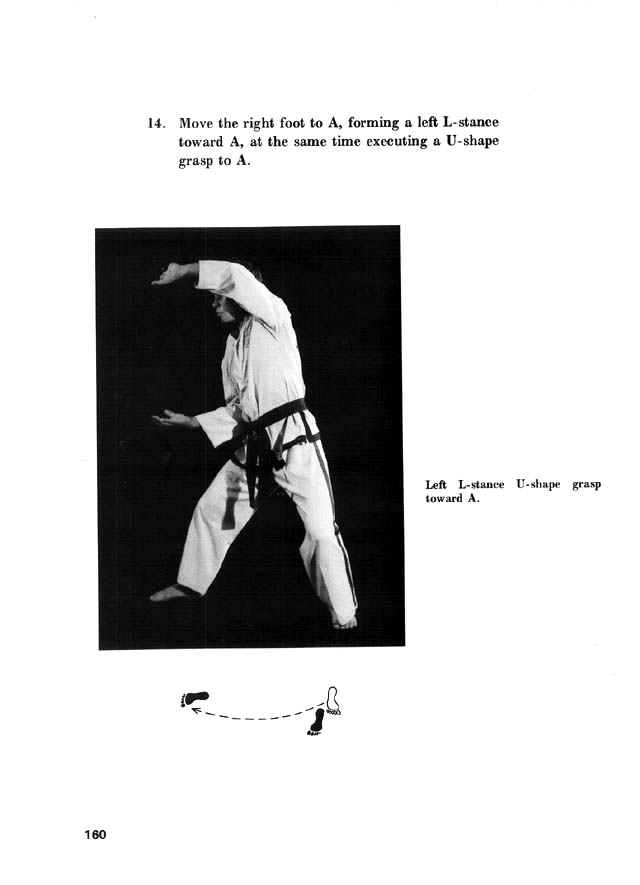 14. Move the right foot to A, forming a left L-stance
toward A, at the same time executing a U-shape
grasp to A.
Left L-stance U-shape grasp
toward A.
160